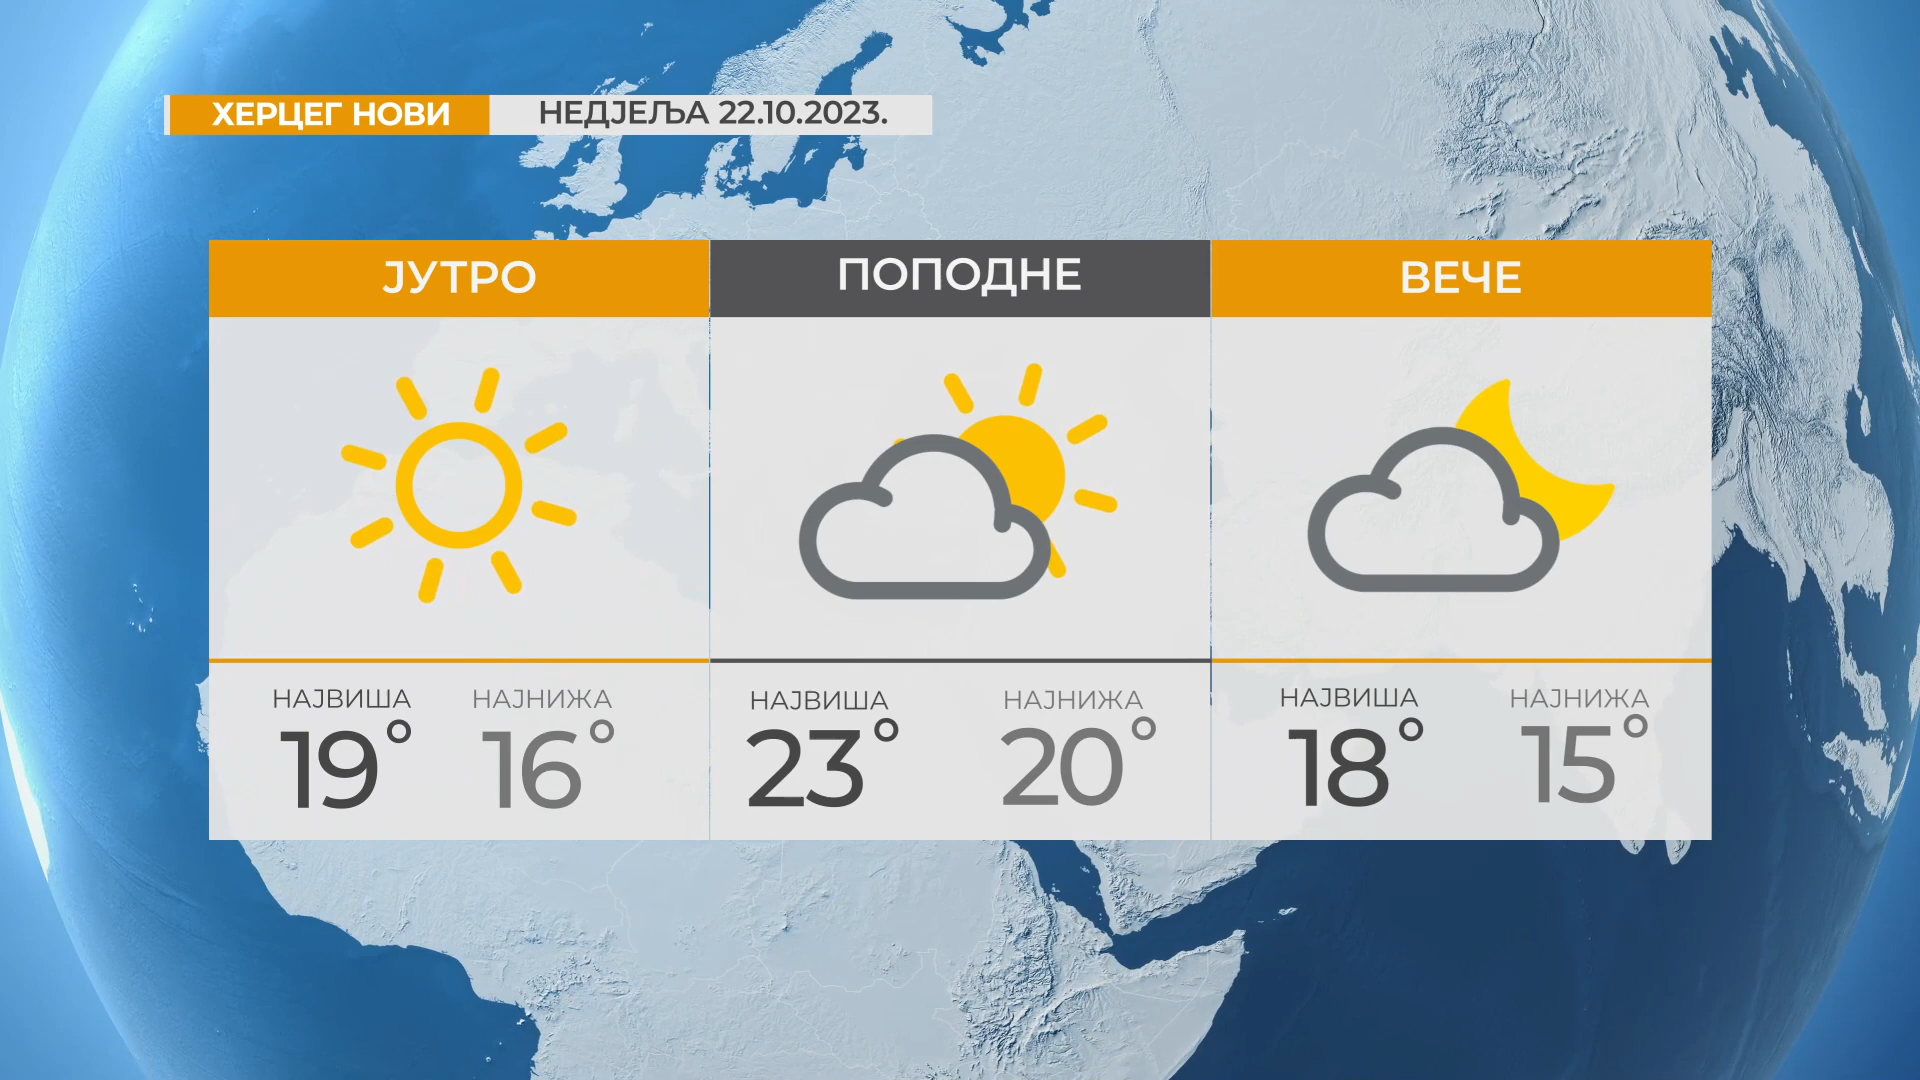 ХЕРЦЕГ НОВИ
НЕДЈЕЉА 22.10.2023.
ЈУТРО
ПОПОДНЕ
ВЕЧЕ
НАЈВИША НАЈНИЖА
19° 16°
НАЈВИША НАЈНИЖА
23° 20°
НАЈВИША НАЈНИЖА
18° 15°